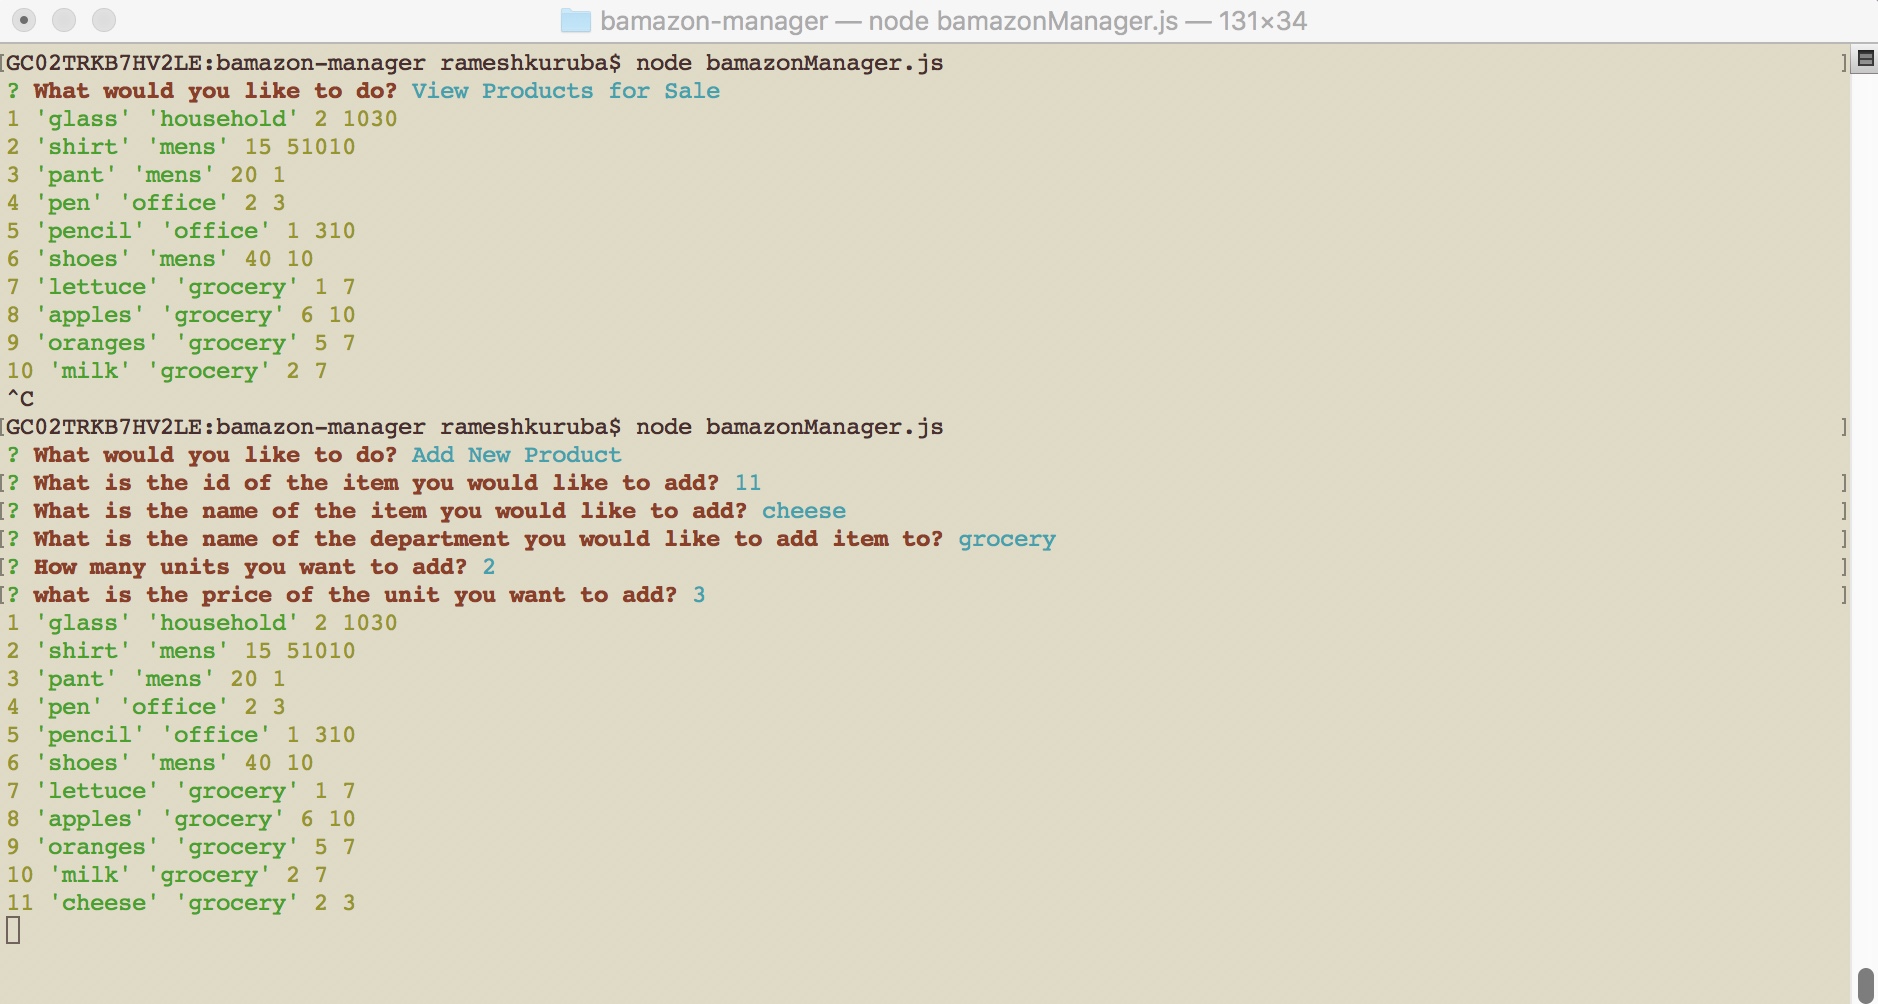 bamazon-manager — node bamazonManager.js — 131×34
[GC02TRKB7HV2LE:bamazon-manager rameshkuruba$ node bamazonManager.js ]
? What would you like to do? View Products for Sale
1 'glass' 'household' 2 1030
2 'shirt' 'mens' 15 51010
3 'pant' 'mens' 20 1
4 'pen' 'office' 2 3
5 'pencil' 'office' 1 310
6 'shoes' 'mens' 40 10
7 'lettuce' 'grocery' 1 7
8 'apples' 'grocery' 6 10
9 'oranges' 'grocery' 5 7
10 'milk' 'grocery' 2 7
^C
[GC02TRKB7HV2LE:bamazon-manager rameshkuruba$ node bamazonManager.js ]
? What would you like to do? Add New Product
[? What is the id of the item you would like to add? 11 ]
[? What is the name of the item you would like to add? cheese ]
[? What is the name of the department you would like to add item to? grocery ]
[? How many units you want to add? 2 ]
[? what is the price of the unit you want to add? 3 ]
1 'glass' 'household' 2 1030
2 'shirt' 'mens' 15 51010
3 'pant' 'mens' 20 1
4 'pen' 'office' 2 3
5 'pencil' 'office' 1 310
6 'shoes' 'mens' 40 10
7 'lettuce' 'grocery' 1 7
8 'apples' 'grocery' 6 10
9 'oranges' 'grocery' 5 7
10 'milk' 'grocery' 2 7
11 'cheese' 'grocery' 2 3